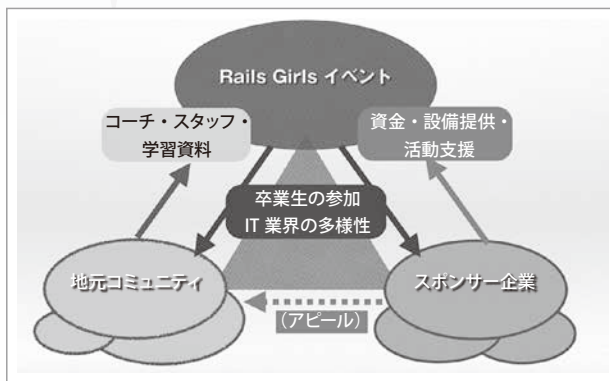 Rails Girls イベント
コーチ・スタッフ・
学習資料
資金・設備提供・
活動支援
卒業生の参加
IT 業界の多様性
地元コミュニティ
スポンサー企業
（アピール）